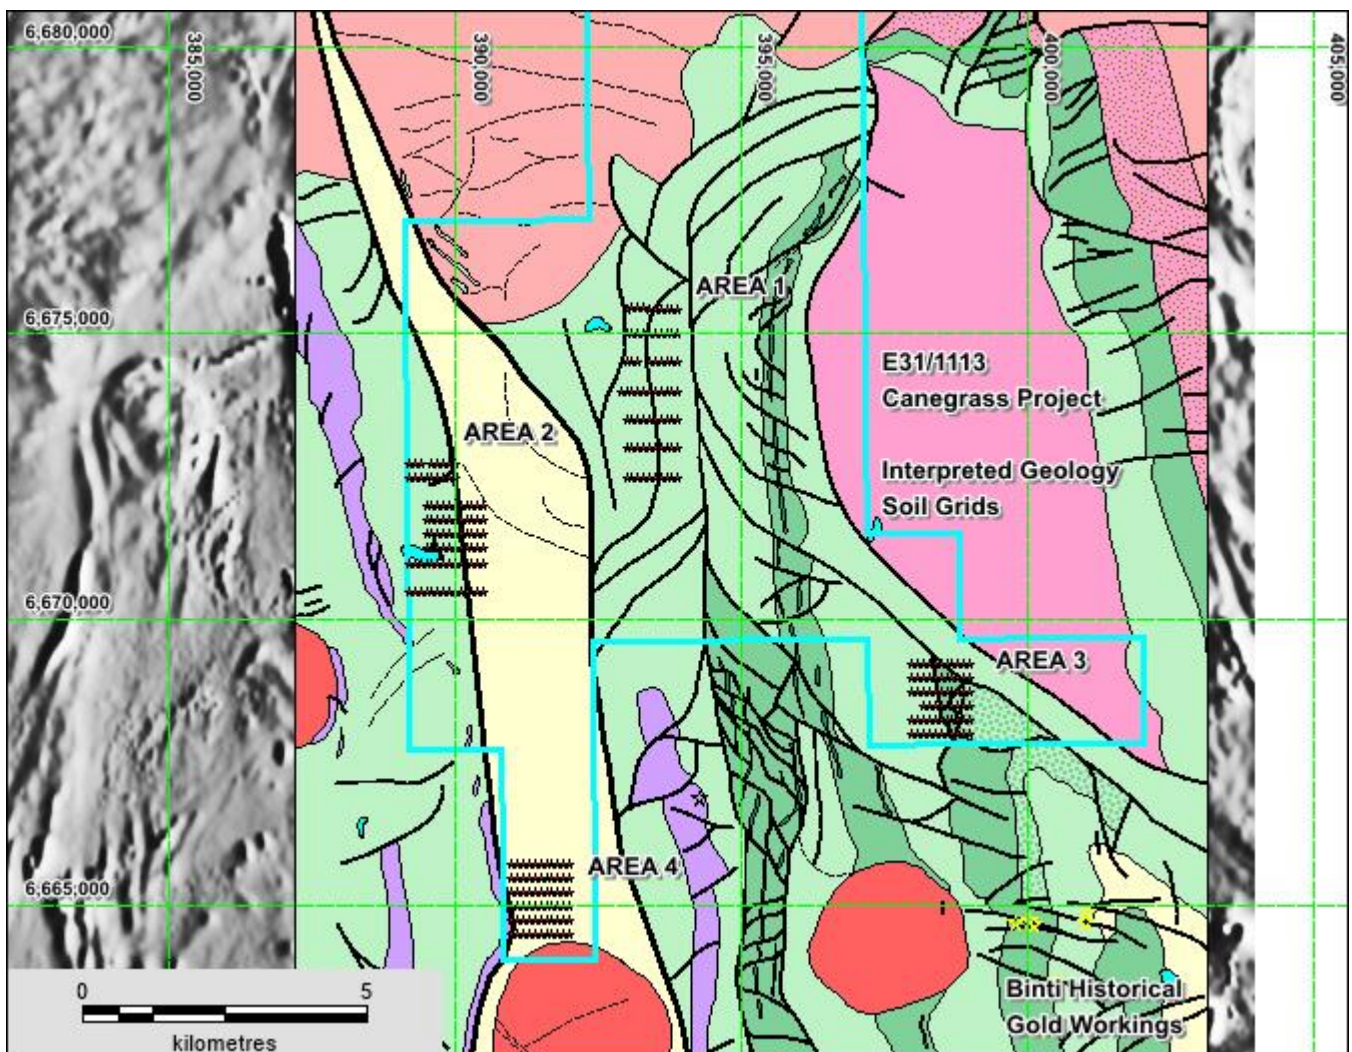 6,680,000
385,000
390,000
395,000
400,000
405,000
AREA 1
6,675,000
E31/1113
Canegrass Project
AREA 2
Interpreted Geology
Soil Grids
6,670,000
AREA 3
AREA 4
6,665,000
Binti Historical
Gold Workings
0 5
kilometres